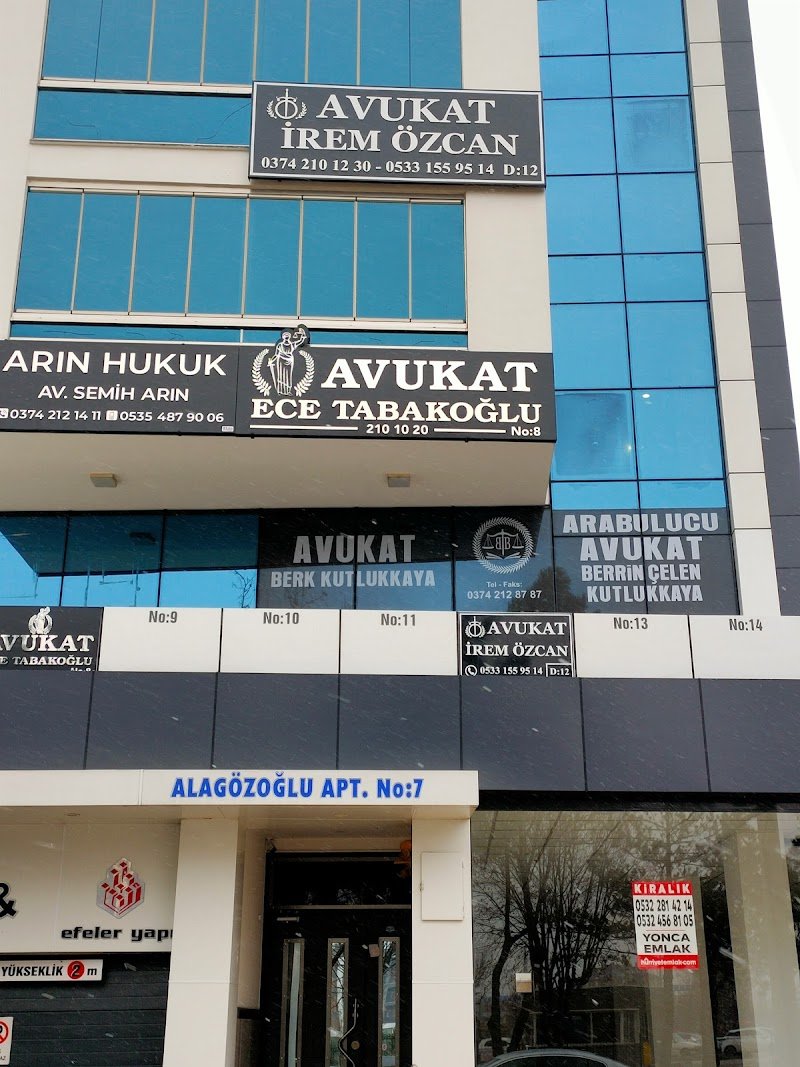 AVUKAT
İREM ÖZCAN
0374 210 12 30 - 0533 155 95 14 D:12
ARIN HUKUK
AV. SEMİH ARIN
0374 212 14 11 0535 487 90 06
AVUKAT
ECE TABAKOĞLU
210 10 20
No:8
AVUKAT
BERK KUTLUKKAYA
Tel - Faks:
0374 212 87 87
ARABULUCU
AVUKAT
BERRİN ÇELEN
KUTLUKKAYA
AVUKAT
ECE TABAKOĞLU
No:8
No:9
No:10
No:11
AVUKAT
İREM ÖZCAN
0533 155 95 14 D:12
No:13
No:14
ALAGÖZOĞLU APT. No:7
&
efeler yapı
YÜKSEKLİK 2 m
KİRALIK
0532 281 42 14
0532 456 81 05
YONCA
EMLAK
hürriyetemlak.com